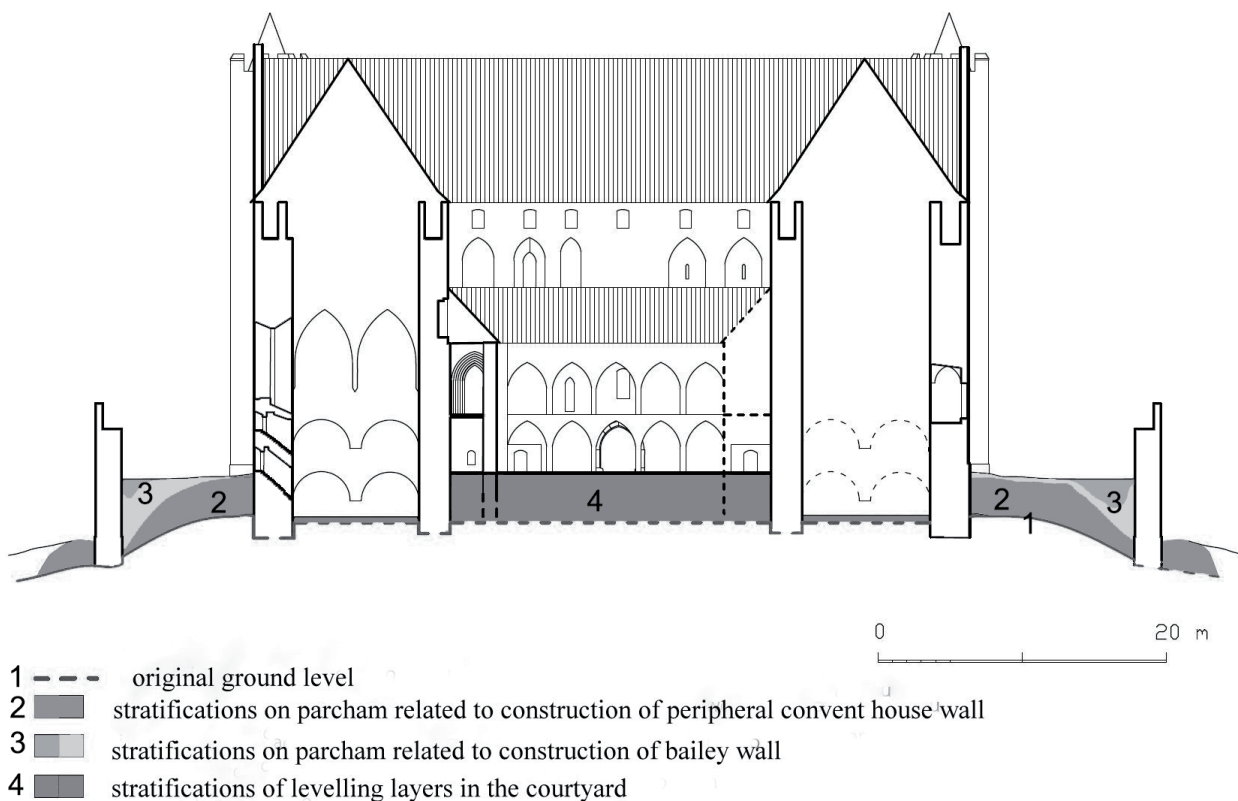 3 2 4 2 3
1
0 20 m
1 original ground level
2 stratifications on parcham related to construction of peripheral convent house wall
3 stratifications on parcham related to construction of bailey wall
4 stratifications of levelling layers in the courtyard